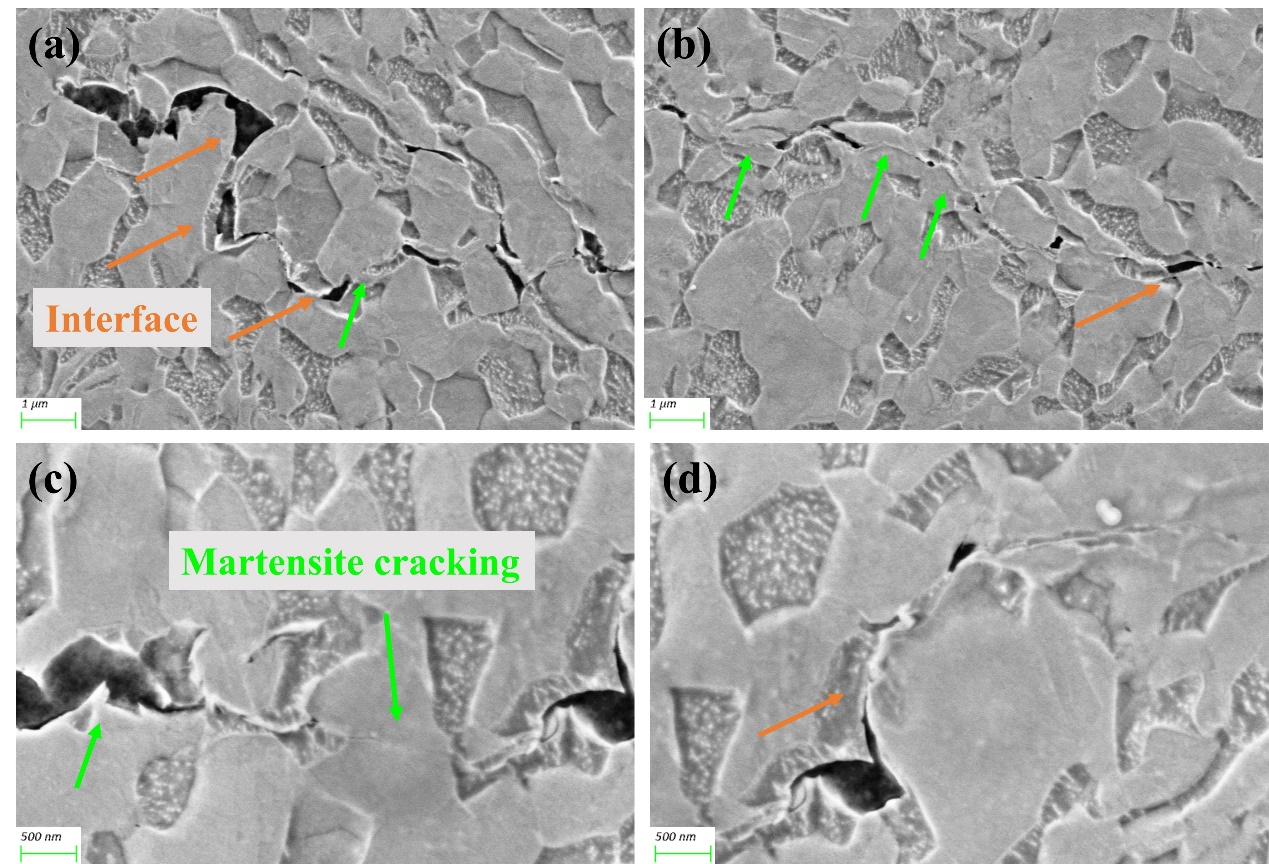 (a)
(b)
Interface
1 µm
1 µm
(c)
(d)
Martensite cracking
500 nm
500 nm